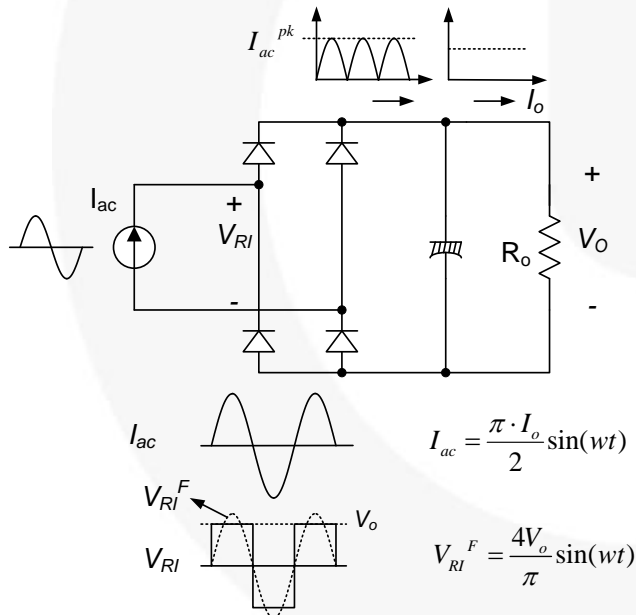 I_ac^pk
I_o
I_ac
+
V_RI
-
+
R_o
V_O
-
I_ac
I_ac = π · I_o / 2 sin(wt)
V_RI^F
V_o
V_RI
V_RI^F = 4V_o / π sin(wt)